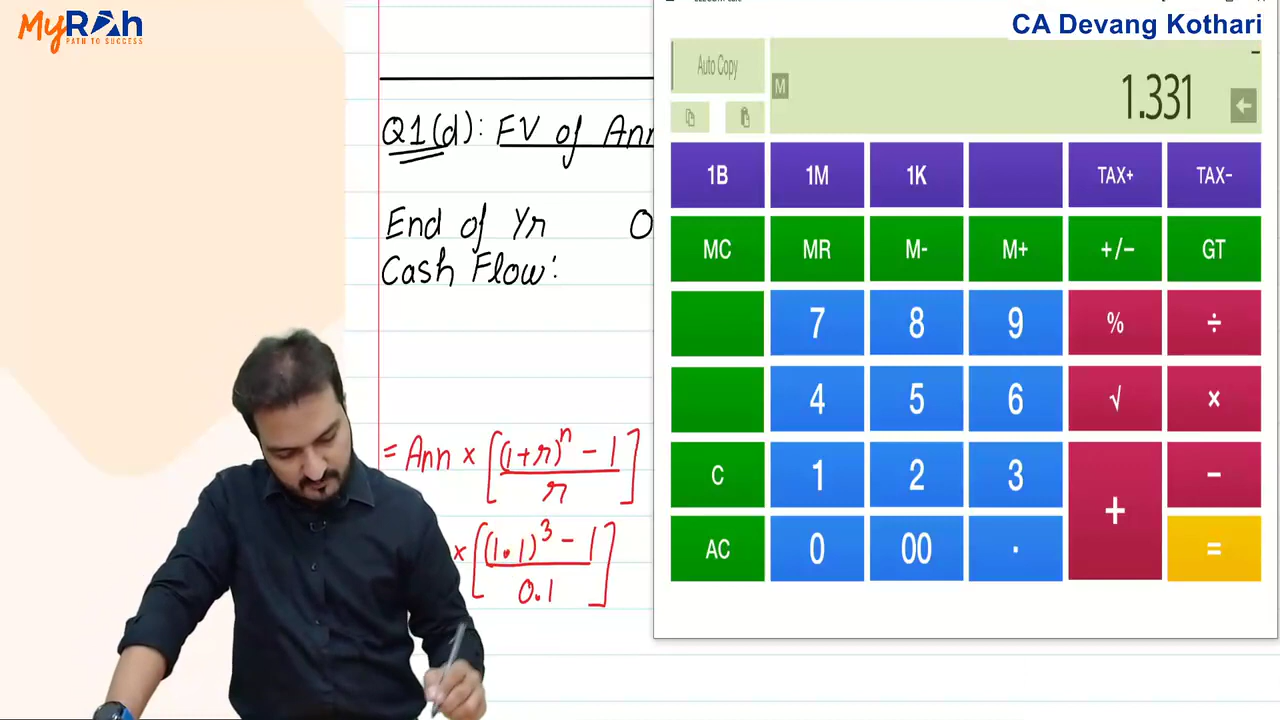 MyRAh
PATH TO SUCCESS
CA Devang Kothari
Auto Copy
M
1.331
1B 1M 1K TAX+ TAX-
MC MR M- M+ +/- GT
7 8 9 % ÷
4 5 6 √ ×
C 1 2 3 + -
AC 0 00 . =
Q1(d): FV of Ann
End of Yr 0
Cash Flow:
= Ann × [(1+r)ⁿ - 1 / r]
× [(1.1)³ - 1 / 0.1]